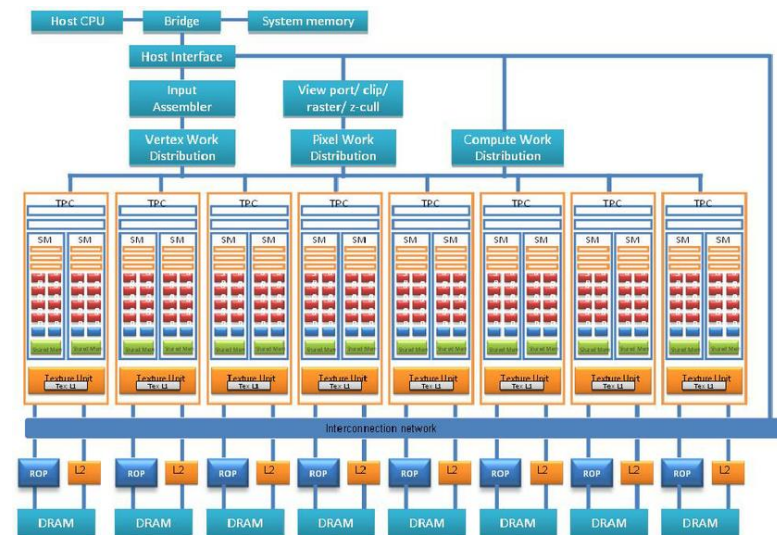 Host CPU
Bridge
System memory
Host Interface
Input
Assembler
View port/ clip/
raster/ z-cull
Vertex Work
Distribution
Pixel Work
Distribution
Compute Work
Distribution
TPC TPC TPC TPC TPC TPC TPC TPC
SM SM SM SM SM SM SM SM SM SM SM SM SM SM SM SM
Texture Unit Texture Unit Texture Unit Texture Unit Texture Unit Texture Unit Texture Unit Texture Unit
Tex L1 Tex L1 Tex L1 Tex L1 Tex L1 Tex L1 Tex L1 Tex L1
Interconnection network
ROP L2 ROP L2 ROP L2 ROP L2 ROP L2 ROP L2 ROP L2 ROP L2
DRAM DRAM DRAM DRAM DRAM DRAM DRAM DRAM